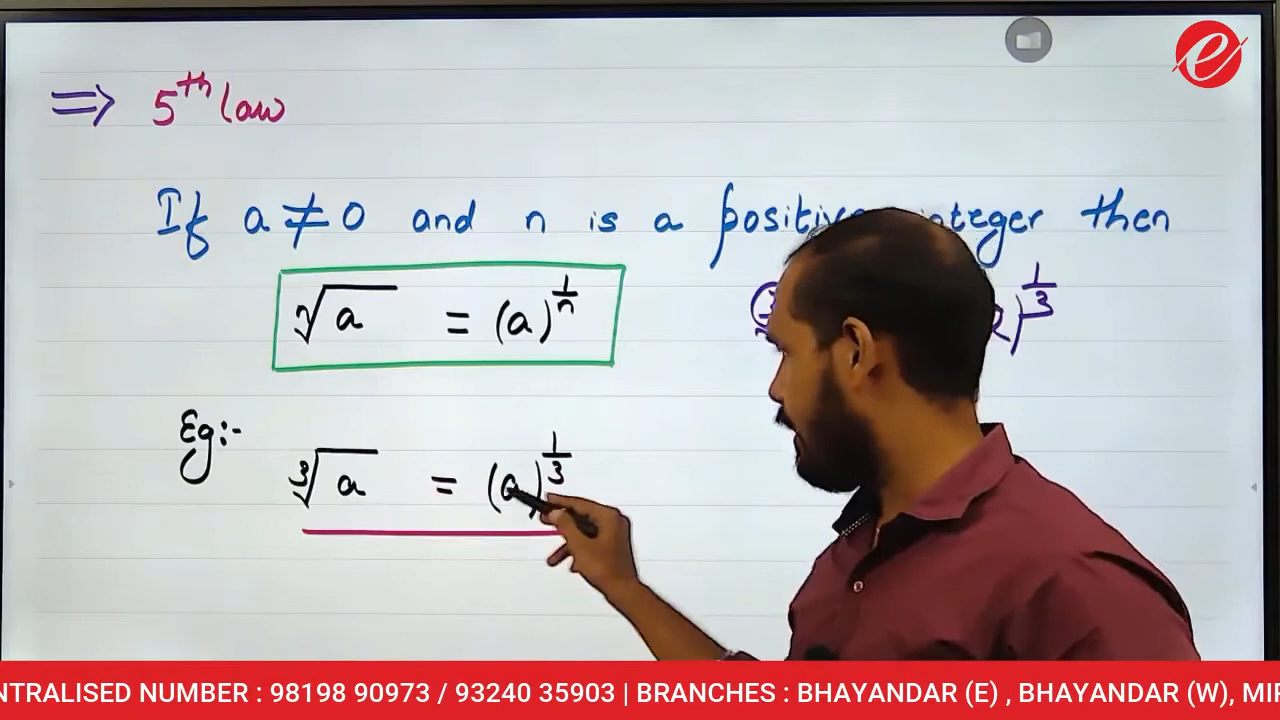 ⇒ 5th law
If a ≠ 0 and n is a positive integer then
ⁿ√a = (a)^1/n
)^1/3
Eg:-
³√a = (a)^1/3
e
NTRALISED NUMBER : 98198 90973 / 93240 35903 | BRANCHES : BHAYANDAR (E) , BHAYANDAR (W), MIR